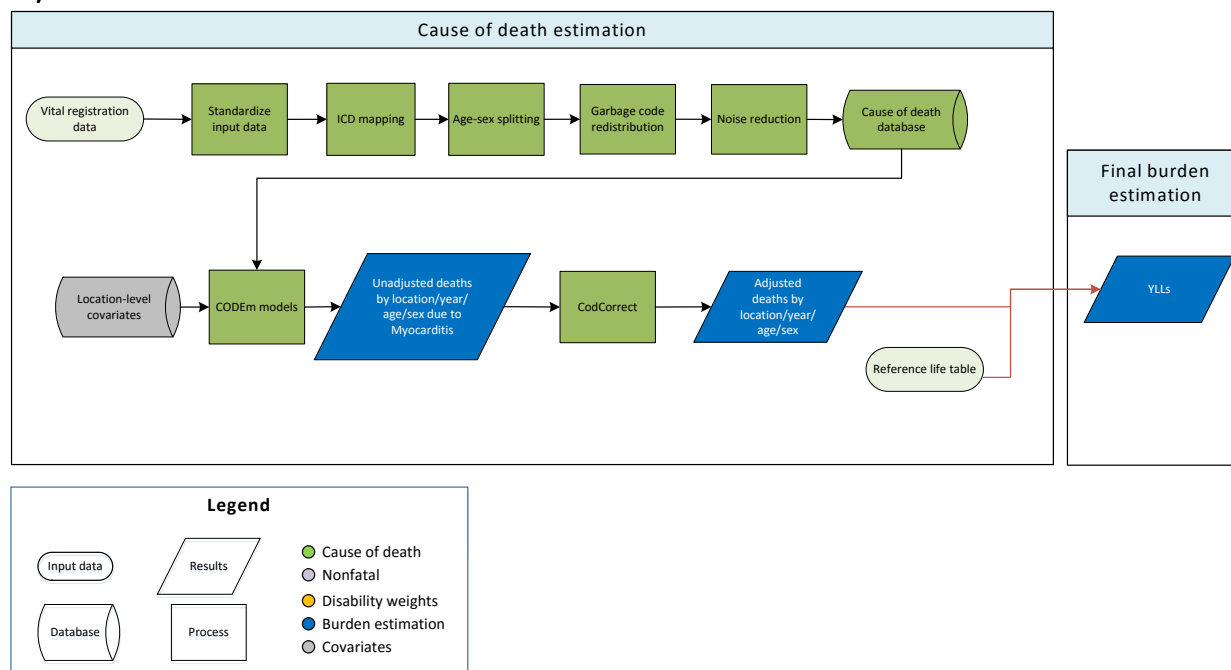 Cause of death estimation
Vital registration
data
Standardize
input data
ICD mapping
Age-sex splitting
Garbage code
redistribution
Noise reduction
Cause of death
database
Final burden
estimation
Location-level
covariates
CODEm models
Unadjusted deaths
by location/year/
age/sex due to
Myocarditis
CodCorrect
Adjusted
deaths by
location/year/
age/sex
YLLs
Reference life table
Legend
Input data
Results
Database
Process
Cause of death
Nonfatal
Disability weights
Burden estimation
Covariates